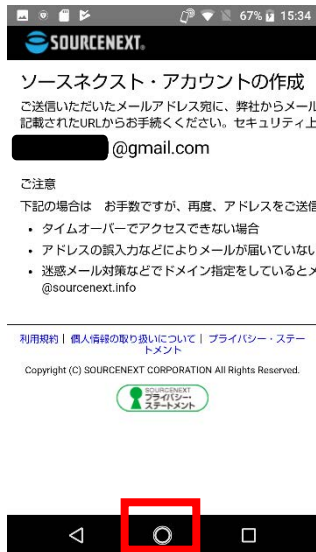 67% 15:34
SOURCENEXT®
ソースネクスト・アカウントの作成
ご送信いただいたメールアドレス宛に、弊社からメール
記載されたURLからお手続ください。セキュリティ上
@gmail.com
ご注意
下記の場合は お手数ですが、再度、アドレスをご送信
• タイムオーバーでアクセスできない場合
• アドレスの誤入力などによりメールが届いていない
• 迷惑メール対策などでドメイン指定をしているとメ
@sourcenext.info
利用規約 | 個人情報の取り扱いについて | プライバシー・ステー
トメント
Copyright (C) SOURCENEXT CORPORATION All Rights Reserved.
SOURCENEXT
プライバシー・
ステートメント